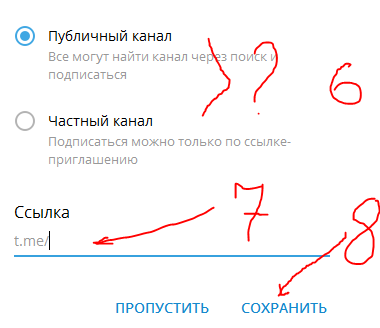 Публичный канал
Все могут найти канал через поиск и
подписаться
)? 6
Частный канал
Подписаться можно только по ссылке-
приглашению
Ссылка
7
t.me/
8
ПРОПУСТИТЬ СОХРАНИТЬ